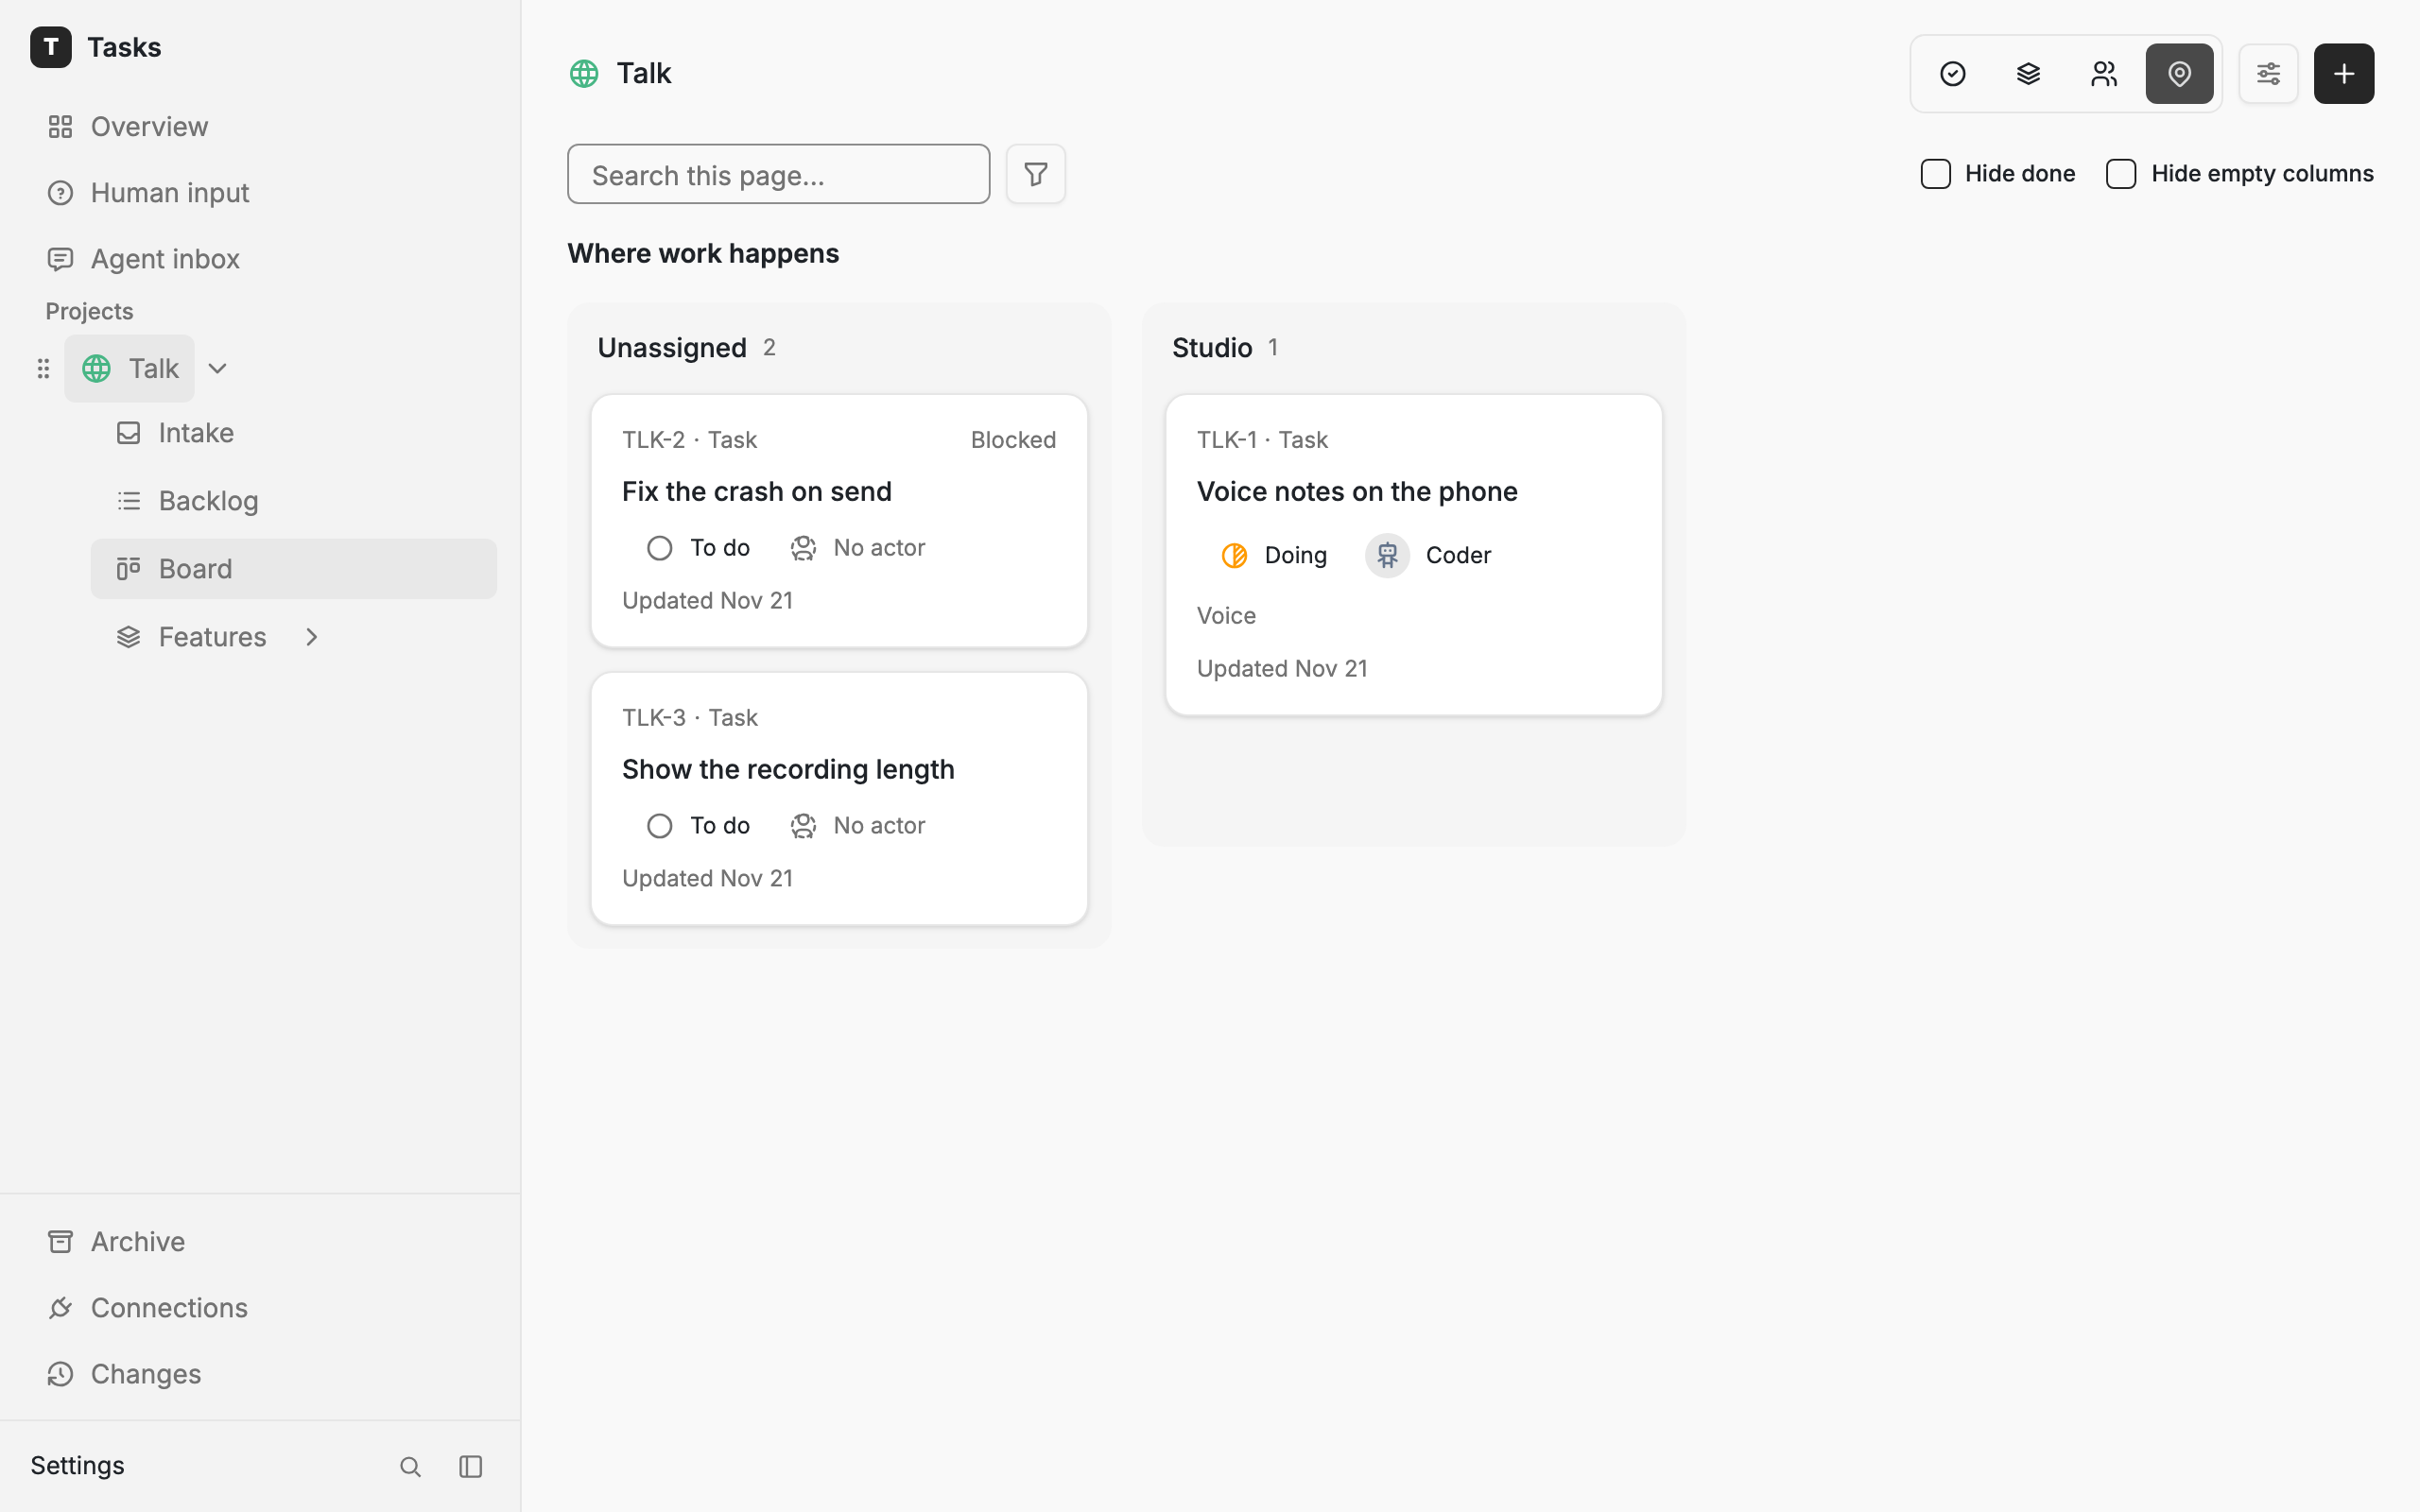 T Tasks
Overview
Human input
Agent inbox
Projects
Talk
Intake
Backlog
Board
Features
Archive
Connections
Changes
Settings
Talk
Search this page...
Hide done
Hide empty columns
Where work happens
Unassigned 2
TLK-2 · Task Blocked
Fix the crash on send
To do No actor
Updated Nov 21
TLK-3 · Task
Show the recording length
To do No actor
Updated Nov 21
Studio 1
TLK-1 · Task
Voice notes on the phone
Doing Coder
Voice
Updated Nov 21